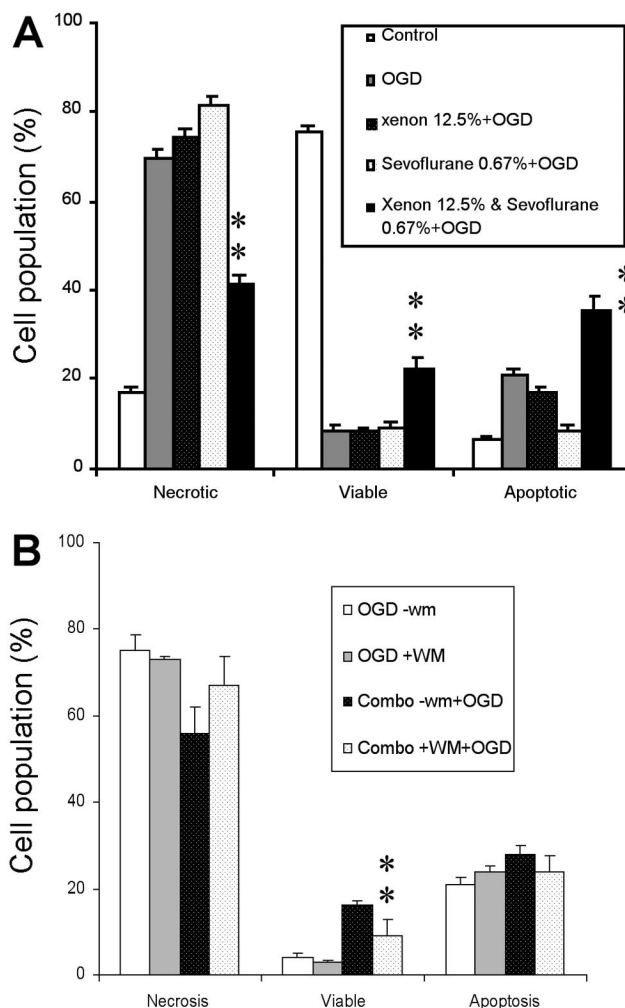 A
Cell population (%)
100
80
60
40
20
0
Control
OGD
xenon 12.5%+OGD
Sevoflurane 0.67%+OGD
Xenon 12.5% & Sevoflurane
0.67%+OGD
**
**
**
Necrotic
Viable
Apoptotic
B
Cell population (%)
100
80
60
40
20
0
OGD -wm
OGD +WM
Combo -wm+OGD
Combo +WM+OGD
**
Necrosis
Viable
Apoptosis